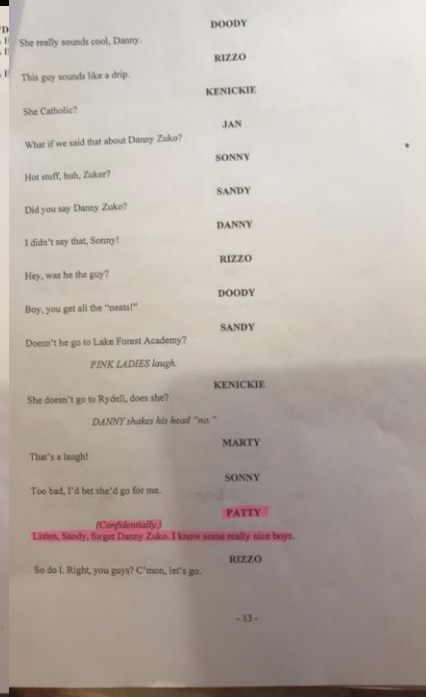 DOODY
She really sounds cool, Danny.
RIZZO
This guy sounds like a drip.
KENICKIE
She Catholic?
JAN
What if we said that about Danny Zuko?
SONNY
Hot stuff, huh, Zuker?
SANDY
Did you say Danny Zuko?
DANNY
I didn't say that, Sonny!
RIZZO
Hey, was he the guy?
DOODY
Boy, you get all the "neats!"
SANDY
Doesn't he go to Lake Forest Academy?
PINK LADIES laugh.
KENICKIE
She doesn't go to Rydell, does she?
DANNY shakes his head "no."
MARTY
That's a laugh!
SONNY
Too bad, I'd bet she'd go for me.
PATTY
(Confidentially.)
Listen, Sandy, forget Danny Zuko. I know some really nice boys.
RIZZO
So do I. Right, you guys? C'mon, let's go.
- 13 -